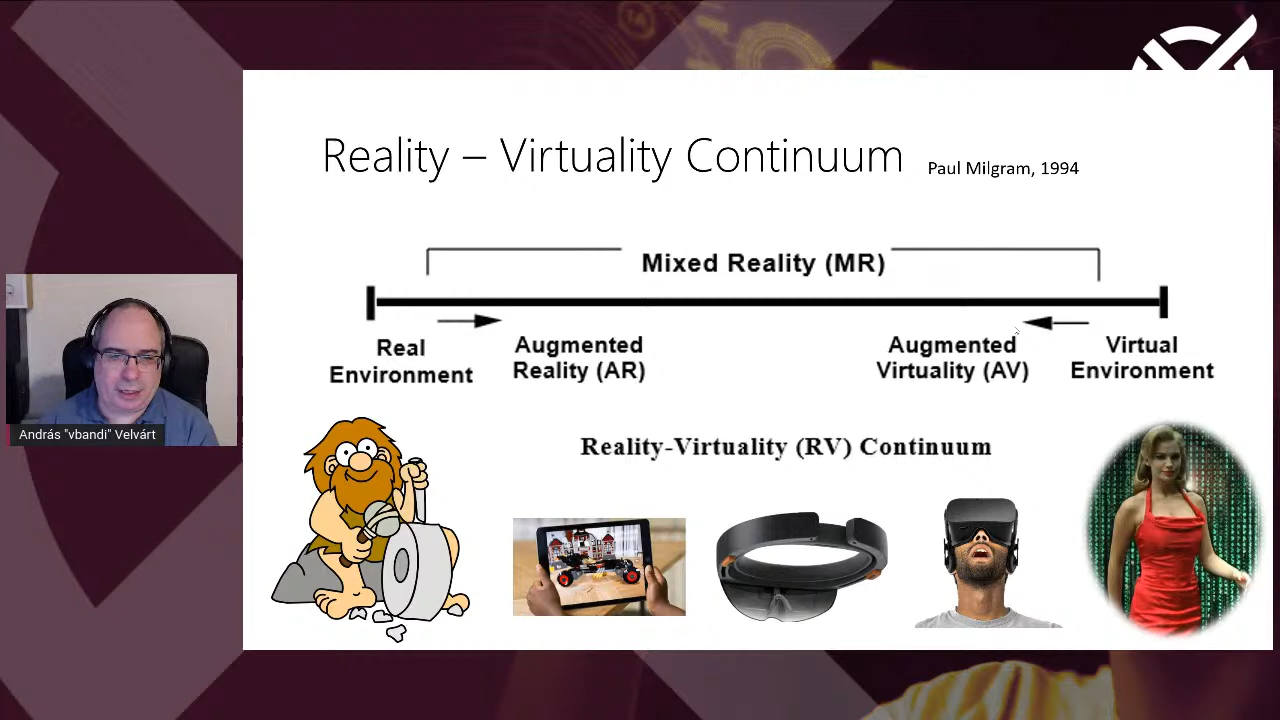 Reality – Virtuality Continuum
Paul Milgram, 1994
Mixed Reality (MR)
Real
Environment
Augmented
Reality (AR)
Augmented
Virtuality (AV)
Virtual
Environment
Reality-Virtuality (RV) Continuum
András "vbandi" Velvárt